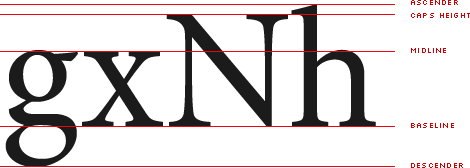 ASCENDER
CAPS HEIGHT
gxNh
MIDLINE
BASELINE
DESCENDER